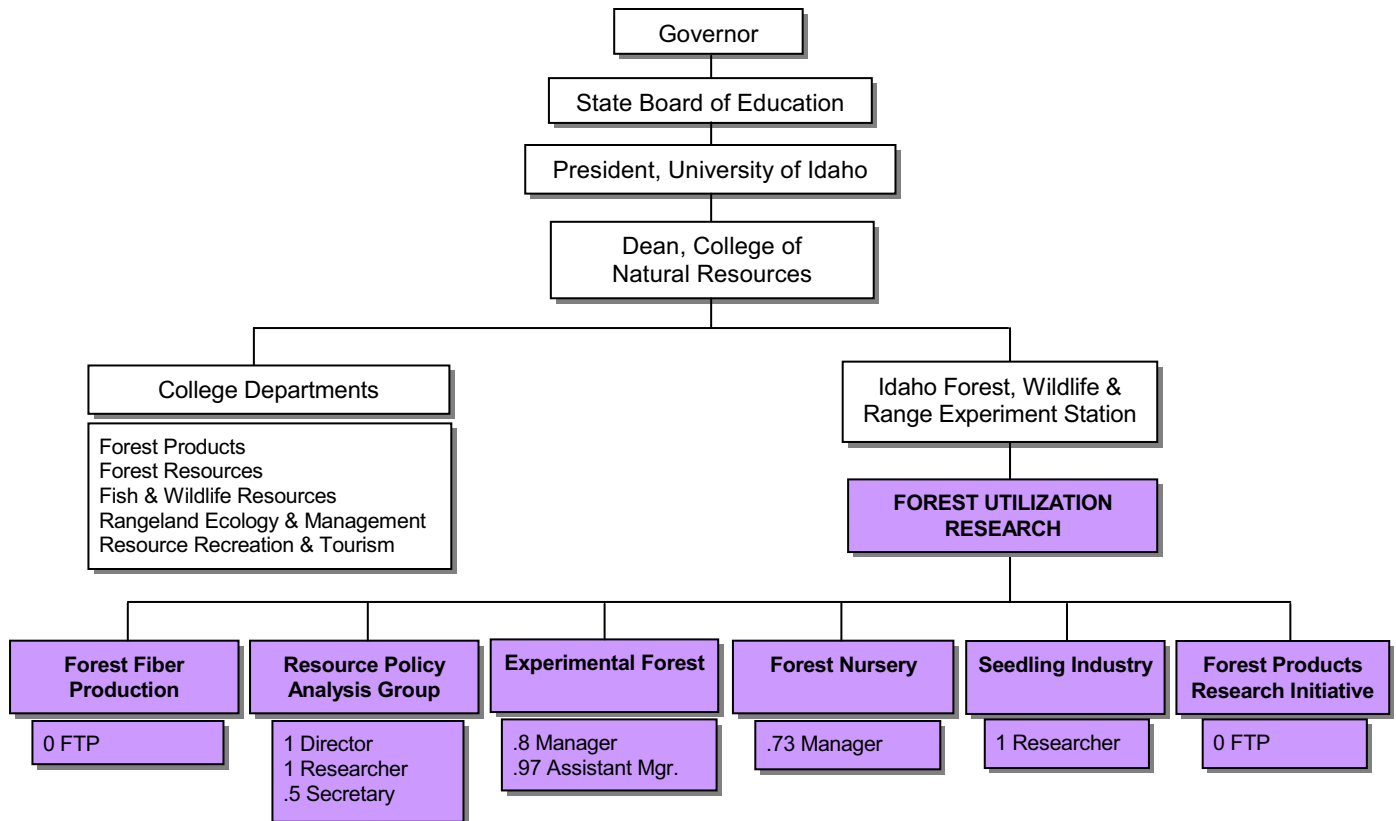 Governor
State Board of Education
President, University of Idaho
Dean, College of
Natural Resources
College Departments
Forest Products
Forest Resources
Fish & Wildlife Resources
Rangeland Ecology & Management
Resource Recreation & Tourism
Idaho Forest, Wildlife &
Range Experiment Station
FOREST UTILIZATION
RESEARCH
Forest Fiber
Production
0 FTP
Resource Policy
Analysis Group
1 Director
1 Researcher
.5 Secretary
Experimental Forest
.8 Manager
.97 Assistant Mgr.
Forest Nursery
.73 Manager
Seedling Industry
1 Researcher
Forest Products
Research Initiative
0 FTP